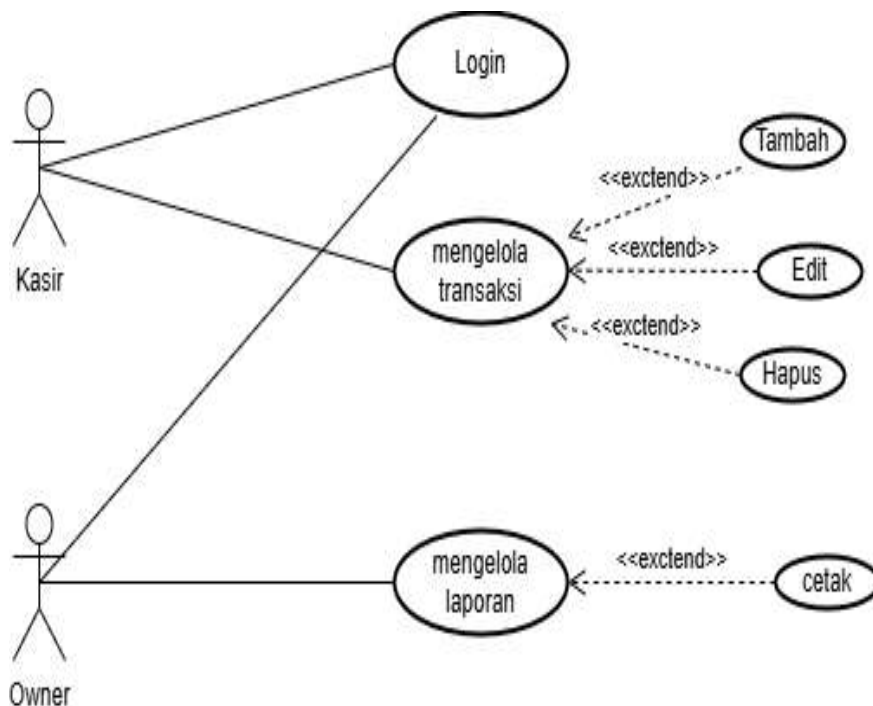 Login
Tambah
<<exctend>>
Kasir
mengelola
transaksi
<<exctend>>
Edit
<<exctend>>
Hapus
mengelola
laporan
<<exctend>>
cetak
Owner